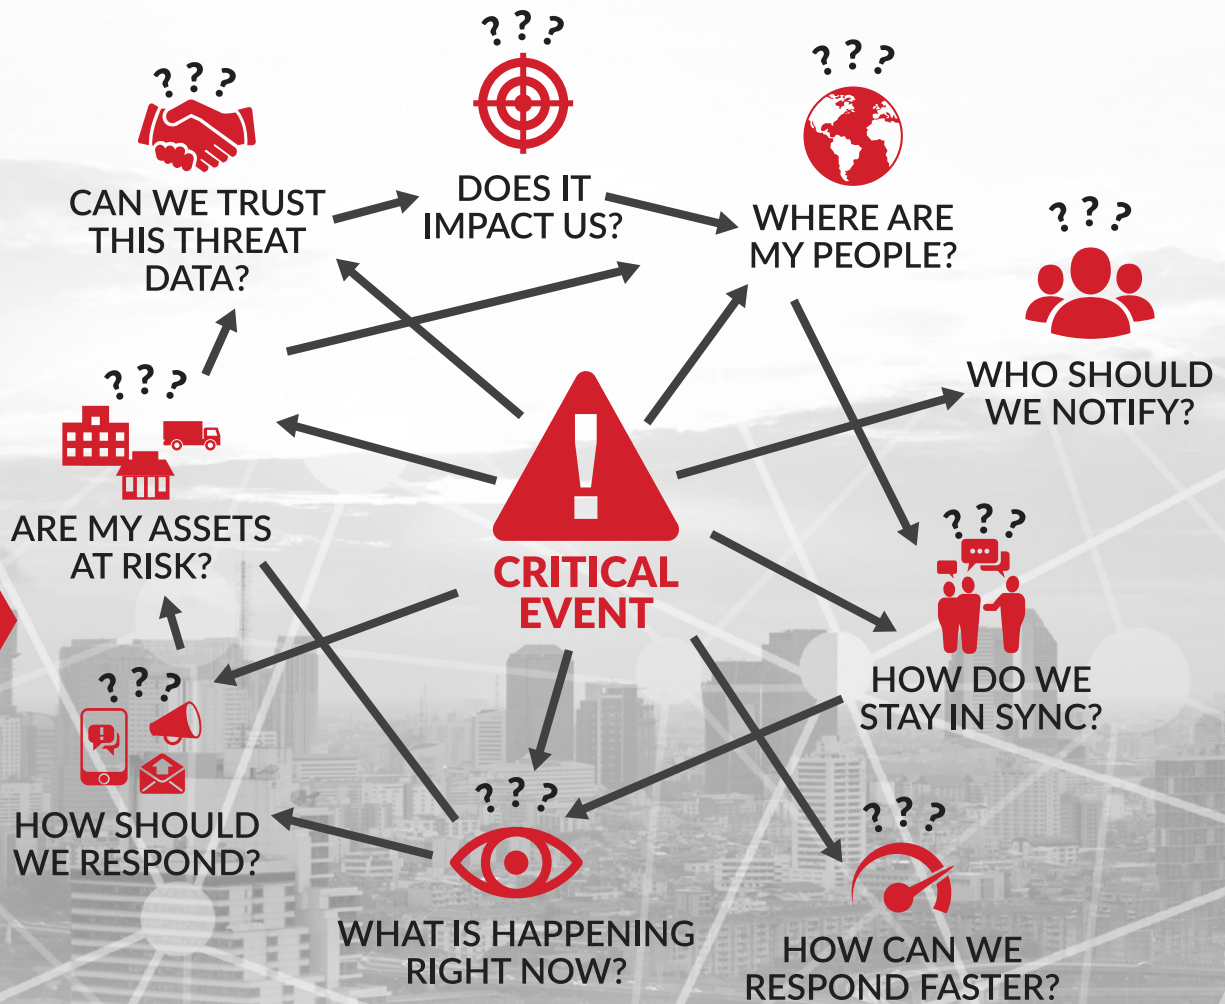 ? ? ?
CAN WE TRUST
THIS THREAT
DATA?
? ? ?
DOES IT
IMPACT US?
? ? ?
WHERE ARE
MY PEOPLE?
? ? ?
WHO SHOULD
WE NOTIFY?
? ? ?
ARE MY ASSETS
AT RISK?
!
CRITICAL
EVENT
? ? ?
HOW DO WE
STAY IN SYNC?
? ? ?
!
HOW SHOULD
WE RESPOND?
? ? ?
WHAT IS HAPPENING
RIGHT NOW?
? ? ?
HOW CAN WE
RESPOND FASTER?